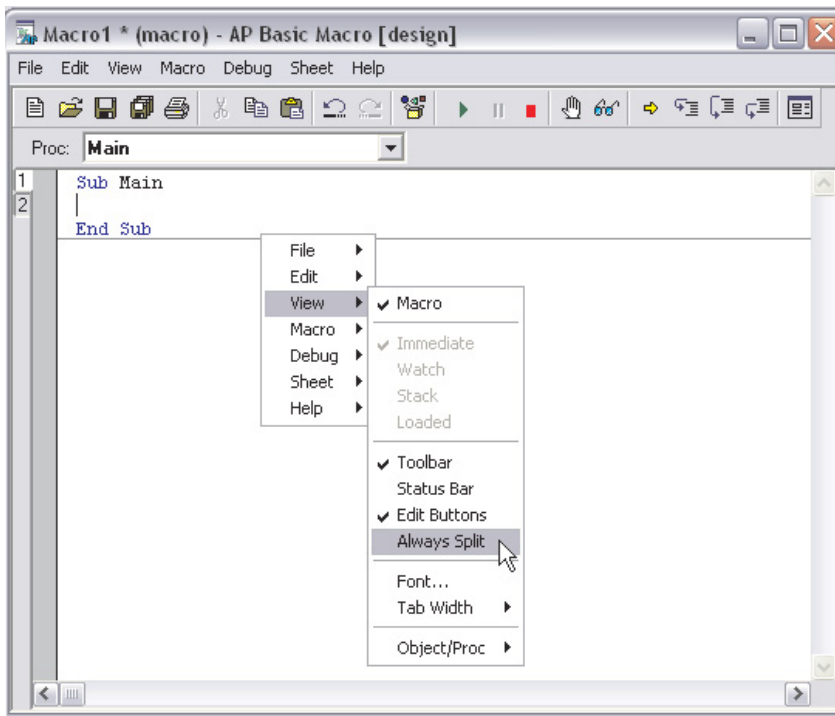 Macro1 * (macro) - AP Basic Macro [design]
File Edit View Macro Debug Sheet Help
Proc: Main
1 Sub Main
2
End Sub
File
Edit
View
Macro
Debug
Sheet
Help
Macro
Immediate
Watch
Stack
Loaded
Toolbar
Status Bar
Edit Buttons
Always Split
Font...
Tab Width
Object/Proc